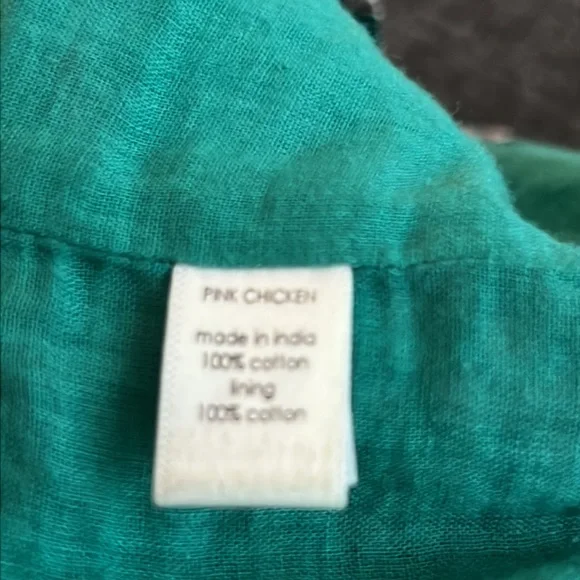 PINK CHICKEN
made in india
100% cotton
lining
100% cotton